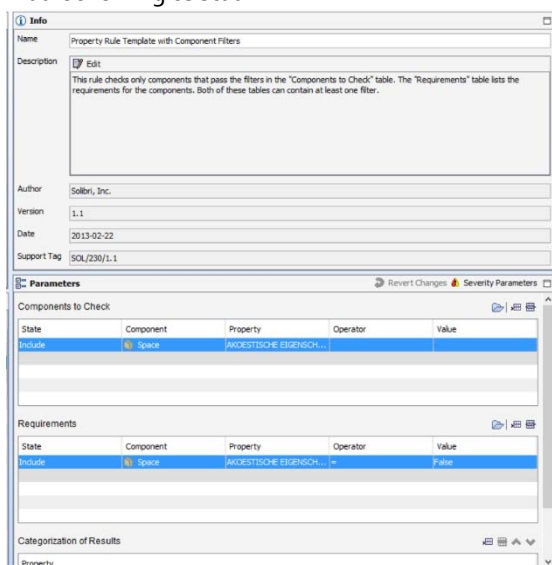 Info
Name Property Rule Template with Component Filters
Description Edit
This rule checks only components that pass the filters in the "Components to Check" table. The "Requirements" table lists the
requirements for the components. Both of these tables can contain at least one filter.
Author Solibri, Inc.
Version 1.1
Date 2013-02-22
Support Tag SOL/230/1.1
Parameters Revert Changes Severity Parameters
Components to Check
State Component Property Operator Value
Include Space AKOESTISCHE EIGENSCH...
Requirements
State Component Property Operator Value
Include Space AKOESTISCHE EIGENSCH... = False
Categorization of Results
Property